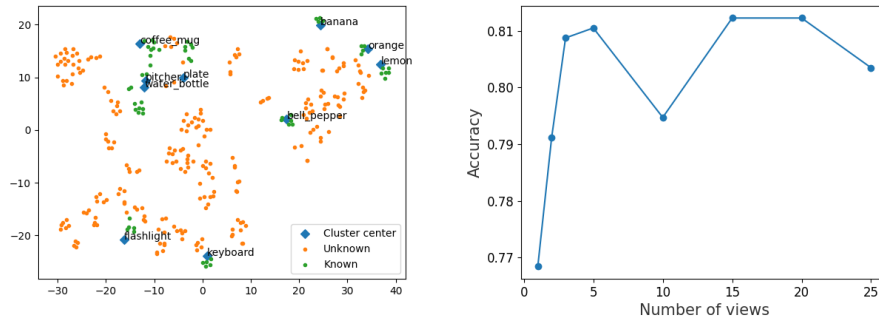 20
10
0
−10
−20
−30
−20
−10
0
10
20
30
40
banana
coffee_mug
orange
lemon
pitcher
plate
water_bottle
bell_pepper
flashlight
keyboard
Cluster center
Unknown
Known
0.81
0.80
0.79
0.78
0.77
Accuracy
0
5
10
15
20
25
Number of views